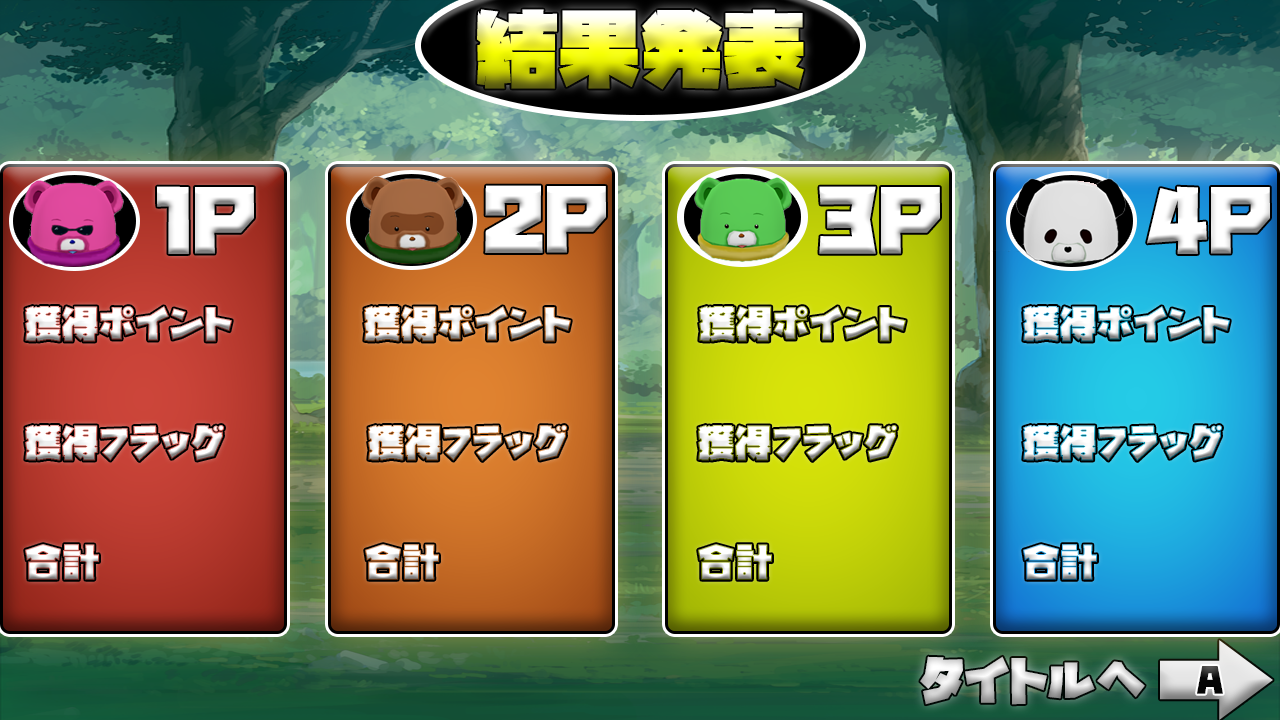 結果発表
1P
獲得ポイント
獲得フラッグ
合計
2P
獲得ポイント
獲得フラッグ
合計
3P
獲得ポイント
獲得フラッグ
合計
4P
獲得ポイント
獲得フラッグ
合計
タイトルへ A